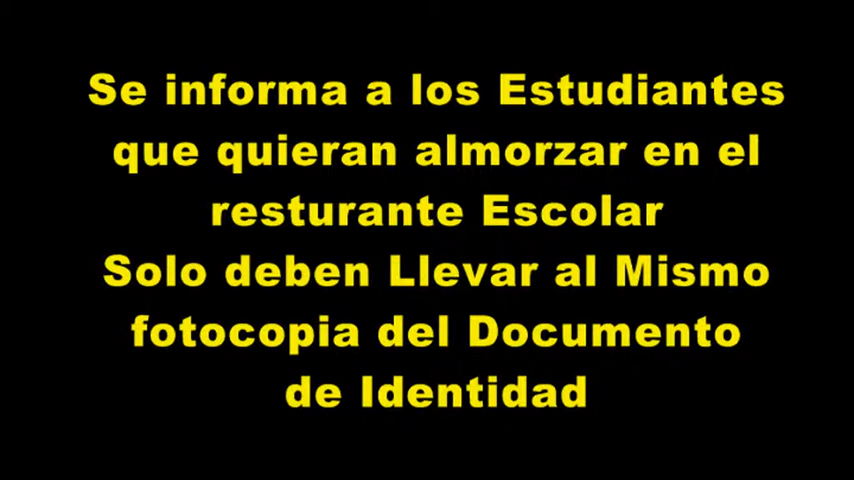 Se informa a los Estudiantes
que quieran almorzar en el
resturante Escolar
Solo deben Llevar al Mismo
fotocopia del Documento
de Identidad